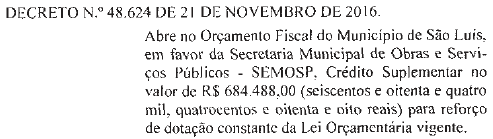 DECRETO N.º 48.624 DE 21 DE NOVEMBRO DE 2016.
Abre no Orçamento Fiscal do Município de São Luís,
em favor da Secretaria Municipal de Obras e Servi-
ços Públicos - SEMOSP, Crédito Suplementar no
valor de R$ 684.488,00 (seiscentos e oitenta e quatro
mil, quatrocentos e oitenta e oito reais) para reforço
de dotação constante da Lei Orçamentária vigente.